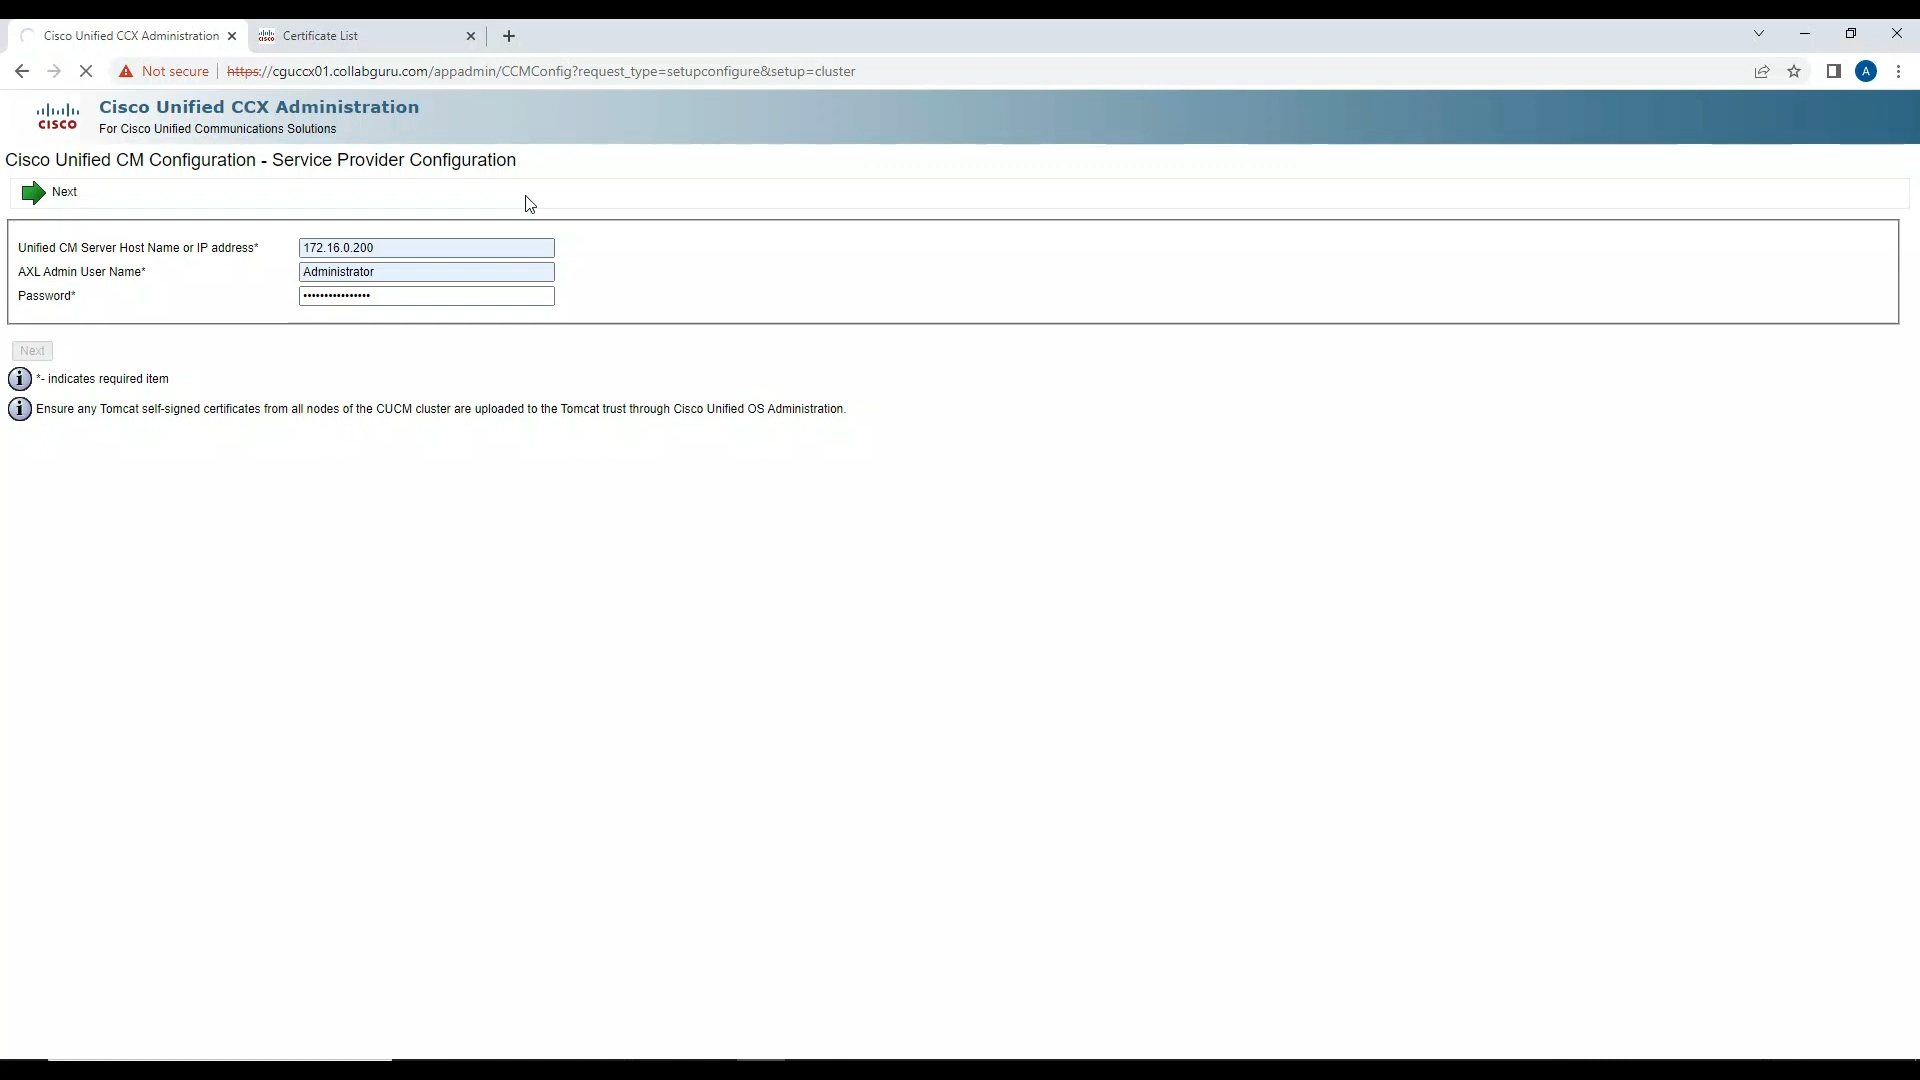 Cisco Unified CCX Administration
Certificate List
Not secure
https://cguccx01.collabguru.com/appadmin/CCMConfig?request_type=setupconfigure&setup=cluster
A
CISCO
Cisco Unified CCX Administration
For Cisco Unified Communications Solutions
Cisco Unified CM Configuration - Service Provider Configuration
Next
Unified CM Server Host Name or IP address* 172.16.0.200
AXL Admin User Name* Administrator
Password* ••••••••••••••••
Next
*- indicates required item
Ensure any Tomcat self-signed certificates from all nodes of the CUCM cluster are uploaded to the Tomcat trust through Cisco Unified OS Administration.